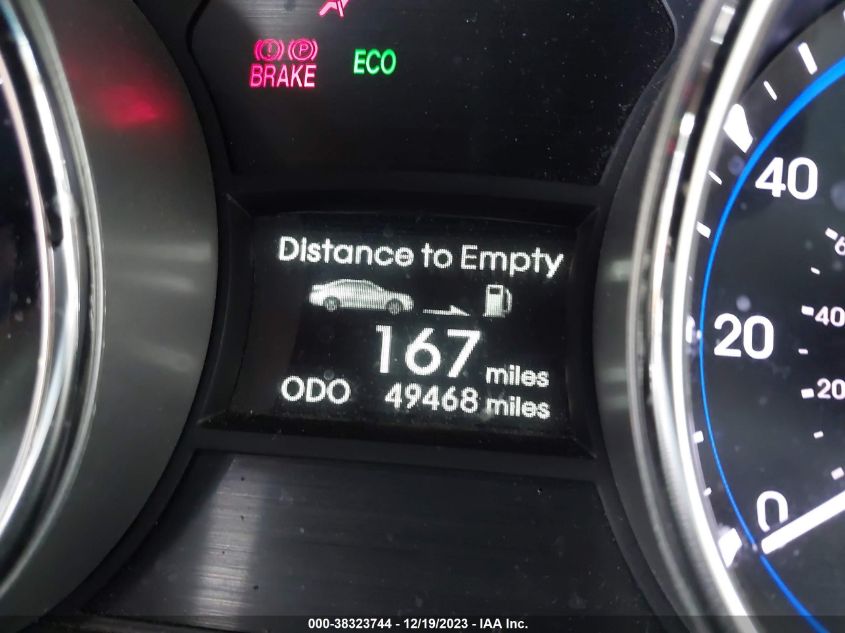 BRAKE ECO
Distance to Empty
167 miles
ODO 49468 miles
40
20
0
40
20
000-38323744 - 12/19/2023 - IAA Inc.